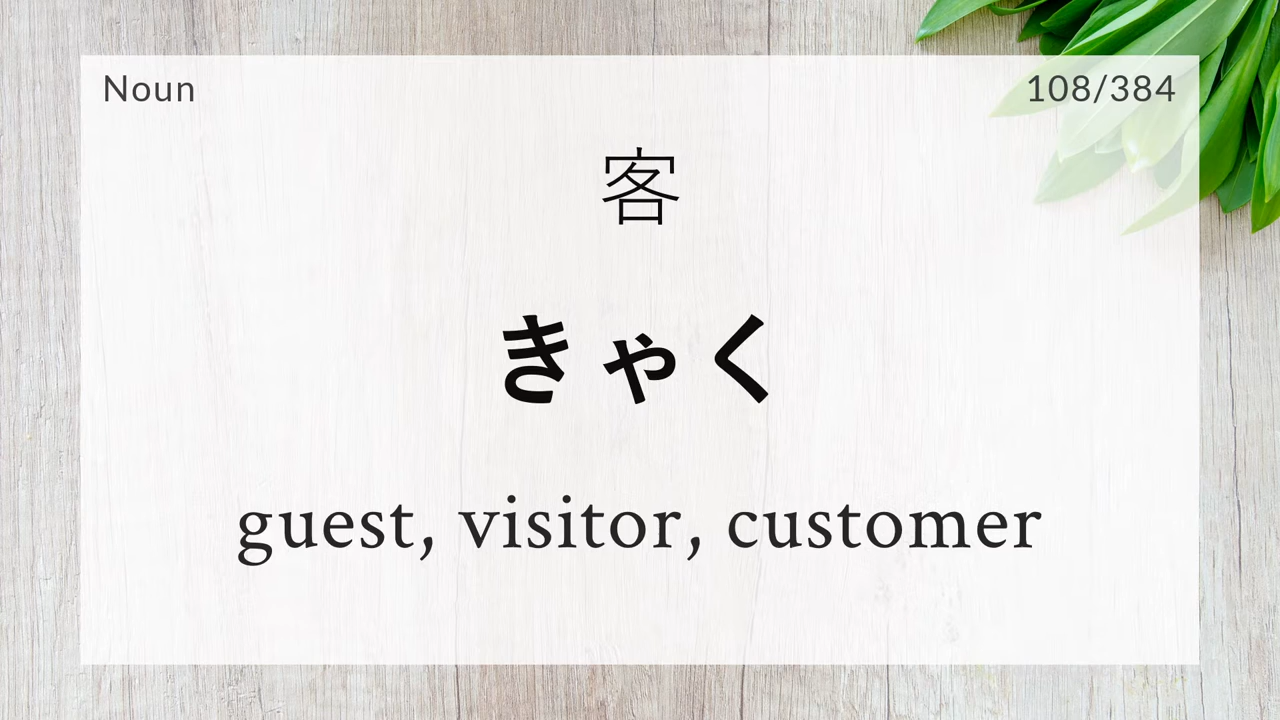 Noun
108/384
客
きゃく
guest, visitor, customer